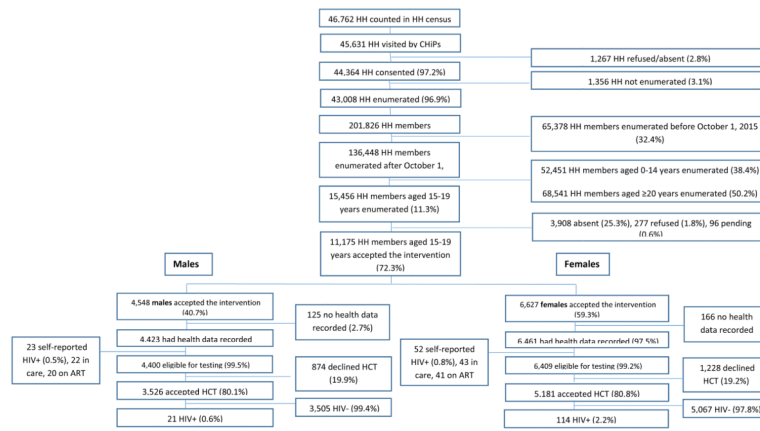 46,762 HH counted in HH census
45,631 HH visited by CHiPs
1,267 HH refused/absent (2.8%)
44,364 HH consented (97.2%)
1,356 HH not enumerated (3.1%)
43,008 HH enumerated (96.9%)
201,826 HH members
65,378 HH members enumerated before October 1, 2015
(32.4%)
136,448 HH members
enumerated after October 1,
52,451 HH members aged 0-14 years enumerated (38.4%)
68,541 HH members aged ≥20 years enumerated (50.2%)
15,456 HH members aged 15-19
years enumerated (11.3%)
3,908 absent (25.3%), 277 refused (1.8%), 96 pending
(0.6%)
11,175 HH members aged 15-19
years accepted the intervention
(72.3%)
Males
Females
4,548 males accepted the intervention
(40.7%)
125 no health data
recorded (2.7%)
4,423 had health data recorded
23 self-reported
HIV+ (0.5%), 22 in
care, 20 on ART
4,400 eligible for testing (99.5%)
874 declined HCT
(19.9%)
3,526 accepted HCT (80.1%)
3,505 HIV- (99.4%)
21 HIV+ (0.6%)
6,627 females accepted the intervention
(59.3%)
166 no health
data recorded
6,461 had health data recorded (97.5%)
52 self-reported
HIV+ (0.8%), 43 in
care, 41 on ART
6,409 eligible for testing (99.2%)
1,228 declined
HCT (19.2%)
5,181 accepted HCT (80.8%)
5,067 HIV- (97.8%)
114 HIV+ (2.2%)